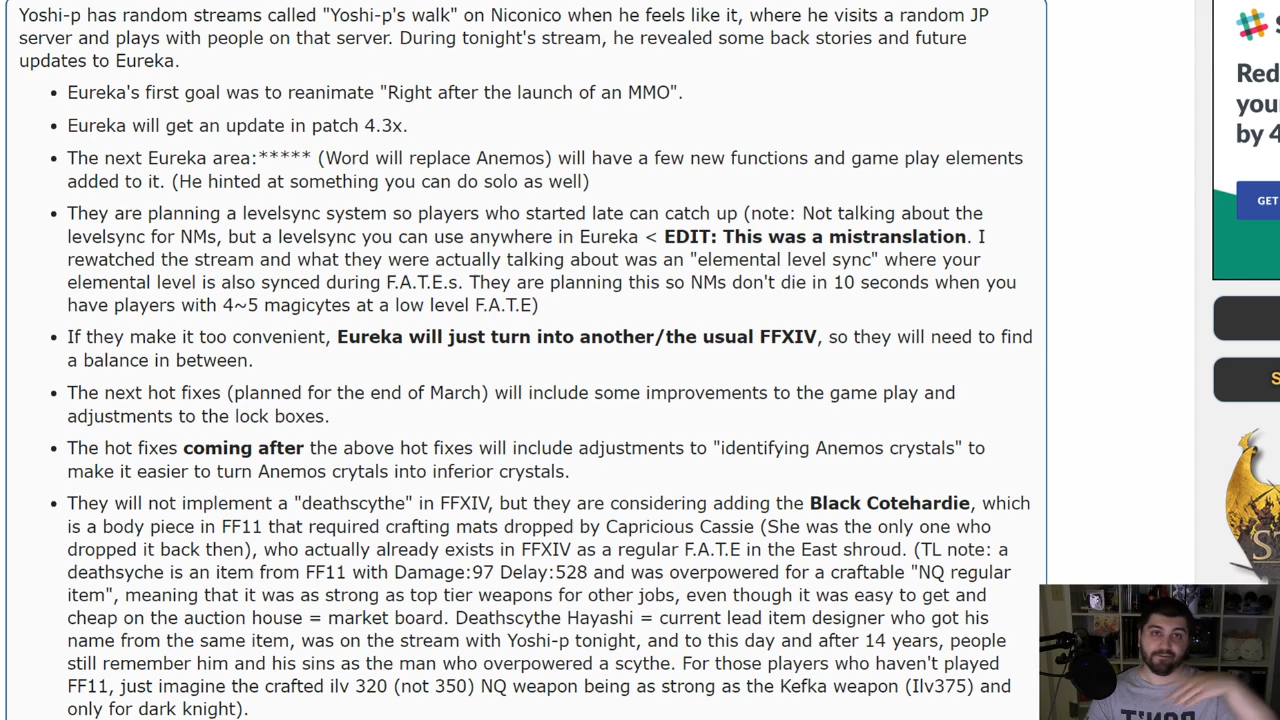 Yoshi-p has random streams called "Yoshi-p's walk" on Niconico when he feels like it, where he visits a random JP
server and plays with people on that server. During tonight's stream, he revealed some back stories and future
updates to Eureka.
• Eureka's first goal was to reanimate "Right after the launch of an MMO".
• Eureka will get an update in patch 4.3x.
• The next Eureka area:***** (Word will replace Anemos) will have a few new functions and game play elements
added to it. (He hinted at something you can do solo as well)
• They are planning a levelsync system so players who started late can catch up (note: Not talking about the
levelsync for NMs, but a levelsync you can use anywhere in Eureka < EDIT: This was a mistranslation. I
rewatched the stream and what they were actually talking about was an "elemental level sync" where your
elemental level is also synced during F.A.T.E.s. They are planning this so NMs don't die in 10 seconds when you
have players with 4~5 magicytes at a low level F.A.T.E)
• If they make it too convenient, Eureka will just turn into another/the usual FFXIV, so they will need to find
a balance in between.
• The next hot fixes (planned for the end of March) will include some improvements to the game play and
adjustments to the lock boxes.
• The hot fixes coming after the above hot fixes will include adjustments to "identifying Anemos crystals" to
make it easier to turn Anemos crytals into inferior crystals.
• They will not implement a "deathscythe" in FFXIV, but they are considering adding the Black Cotehardie, which
is a body piece in FF11 that required crafting mats dropped by Capricious Cassie (She was the only one who
dropped it back then), who actually already exists in FFXIV as a regular F.A.T.E in the East shroud. (TL note: a
deathsyche is an item from FF11 with Damage:97 Delay:528 and was overpowered for a craftable "NQ regular
item", meaning that it was as strong as top tier weapons for other jobs, even though it was easy to get and
cheap on the auction house = market board. Deathscythe Hayashi = current lead item designer who got his
name from the same item, was on the stream with Yoshi-p tonight, and to this day and after 14 years, people
still remember him and his sins as the man who overpowered a scythe. For those players who haven't played
FF11, just imagine the crafted ilv 320 (not 350) NQ weapon being as strong as the Kefka weapon (Ilv375) and
only for dark knight).
S
Red
you
by 4
GET
S